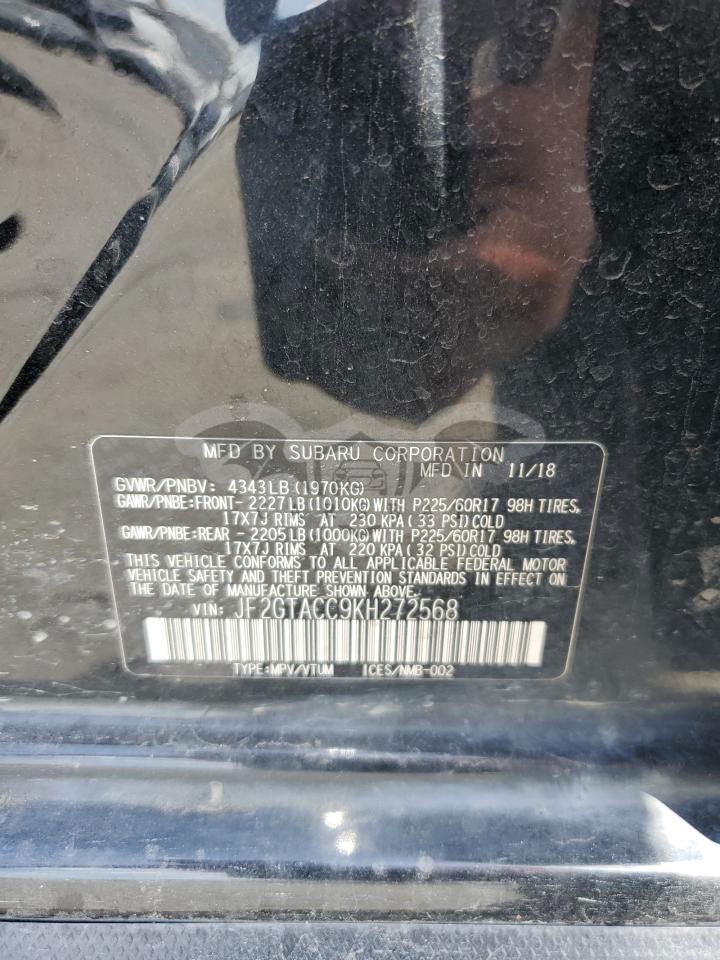 MFD BY SUBARU CORPORATION
MFD IN 11/18
GVWR/PNBV: 4343LB(1970KG)
GAWR/PNBE:FRONT- 2227LB(1010KG)WITH P225/60R17 98H TIRES,
17X7J RIMS AT 230 KPA(33 PSI)COLD
GAWR/PNBE:REAR - 2205LB(1000KG)WITH P225/60R17 98H TIRES,
17X7J RIMS AT 220 KPA(32 PSI)COLD
THIS VEHICLE CONFORMS TO ALL APPLICABLE FEDERAL MOTOR
VEHICLE SAFETY AND THEFT PREVENTION STANDARDS IN EFFECT
ON THE DATE OF MANUFACTURE SHOWN ABOVE.
VIN: JF2GTACC9KH272568
TYPE:MPV/VTUM ICES/NMB-002